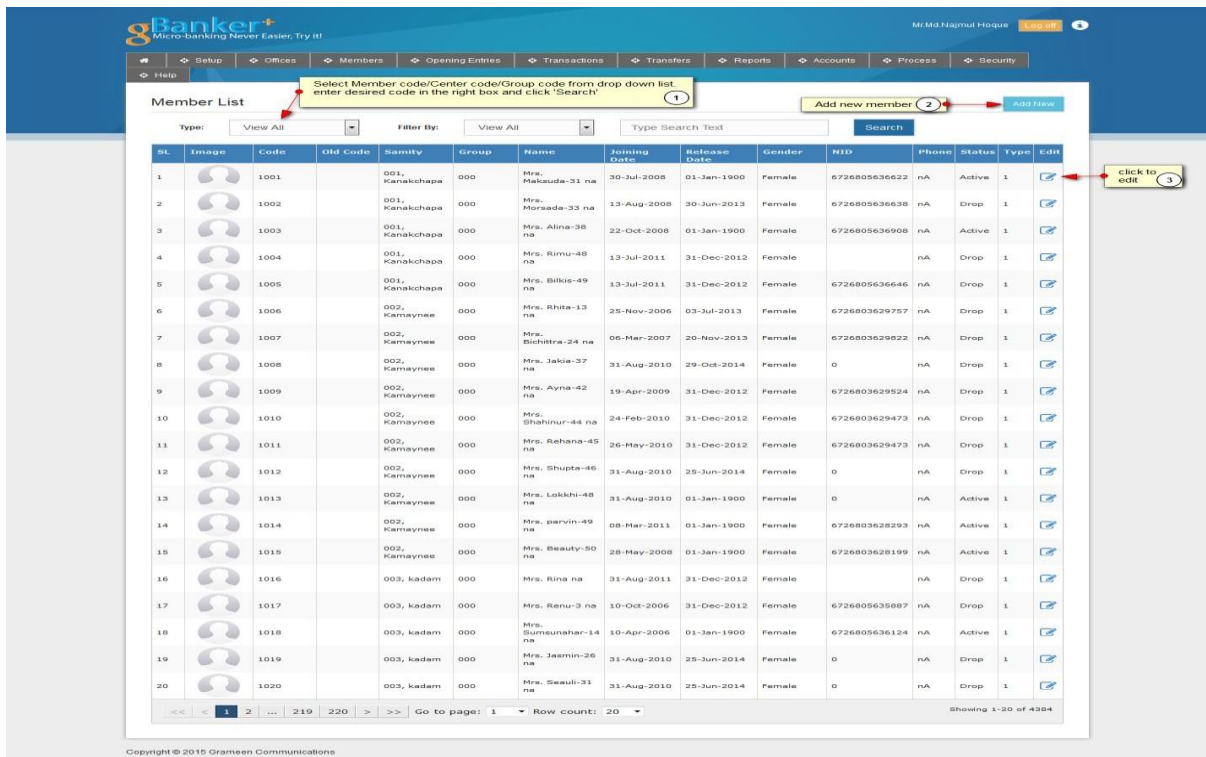 gBanker+
Micro-banking Never Easier, Try it!
Mr.Md.Najmul Hoque Log off
Setup Offices Members Opening Entries Transactions Transfers Reports Accounts Process Security
Help
Select Member code/Center code/Group code from drop down list.
enter desired code in the right box and click 'Search'
1
Member List
Add new member 2
Add New
Type: View All Filter By: View All Type Search Text Search
SL Image Code Old Code Samity Group Name Joining Date Release Date Gender NID Phone Status Type Edit
click to edit 3
1 1001 001, Kanakchapa 000 Mrs. Maksuda-31 na 30-Jul-2008 01-Jan-1900 Female 6726805636622 nA Active 1
2 1002 001, Kanakchapa 000 Mrs. Morsada-33 na 13-Aug-2008 30-Jun-2013 Female 6726805636638 nA Drop 1
3 1003 001, Kanakchapa 000 Mrs. Alina-38 na 22-Oct-2008 01-Jan-1900 Female 6726805636908 nA Active 1
4 1004 001, Kanakchapa 000 Mrs. Rimu-48 na 13-Jul-2011 31-Dec-2012 Female nA Drop 1
5 1005 001, Kanakchapa 000 Mrs. Bilkis-49 na 13-Jul-2011 31-Dec-2012 Female 6726805636646 nA Drop 1
6 1006 002, Kamaynee 000 Mrs. Rhita-13 na 25-Nov-2006 03-Jul-2013 Female 6726803629757 nA Drop 1
7 1007 002, Kamaynee 000 Mrs. Bichittra-24 na 06-Mar-2007 20-Nov-2013 Female 6726803629822 nA Drop 1
8 1008 002, Kamaynee 000 Mrs. Jakia-37 na 31-Aug-2010 29-Oct-2014 Female 0 nA Drop 1
9 1009 002, Kamaynee 000 Mrs. Ayna-42 na 19-Apr-2009 31-Dec-2012 Female 6726803629524 nA Drop 1
10 1010 002, Kamaynee 000 Mrs. Shahinur-44 na 24-Feb-2010 31-Dec-2012 Female 6726803629473 nA Drop 1
11 1011 002, Kamaynee 000 Mrs. Rehana-45 na 26-May-2010 31-Dec-2012 Female 6726803629473 nA Drop 1
12 1012 002, Kamaynee 000 Mrs. Shupta-46 na 31-Aug-2010 25-Jun-2014 Female 0 nA Drop 1
13 1013 002, Kamaynee 000 Mrs. Lokkhi-48 na 31-Aug-2010 01-Jan-1900 Female 0 nA Active 1
14 1014 002, Kamaynee 000 Mrs. parvin-49 na 08-Mar-2011 01-Jan-1900 Female 6726803628293 nA Active 1
15 1015 002, Kamaynee 000 Mrs. Beauty-50 na 28-May-2008 01-Jan-1900 Female 6726803628199 nA Active 1
16 1016 003, kadam 000 Mrs. Rina na 31-Aug-2011 31-Dec-2012 Female nA Drop 1
17 1017 003, kadam 000 Mrs. Renu-3 na 10-Oct-2006 31-Dec-2012 Female 6726805635887 nA Drop 1
18 1018 003, kadam 000 Mrs. Sumsunahar-14 na 10-Apr-2006 01-Jan-1900 Female 6726805636124 nA Active 1
19 1019 003, kadam 000 Mrs. Jasmin-26 na 31-Aug-2010 25-Jun-2014 Female 0 nA Drop 1
20 1020 003, kadam 000 Mrs. Seauli-31 na 31-Aug-2010 25-Jun-2014 Female 0 nA Drop 1
<< < 1 2 ... 219 220 > >> Go to page: 1 Row count: 20 Showing 1-20 of 4384
Copyright © 2015 Grameen Communications